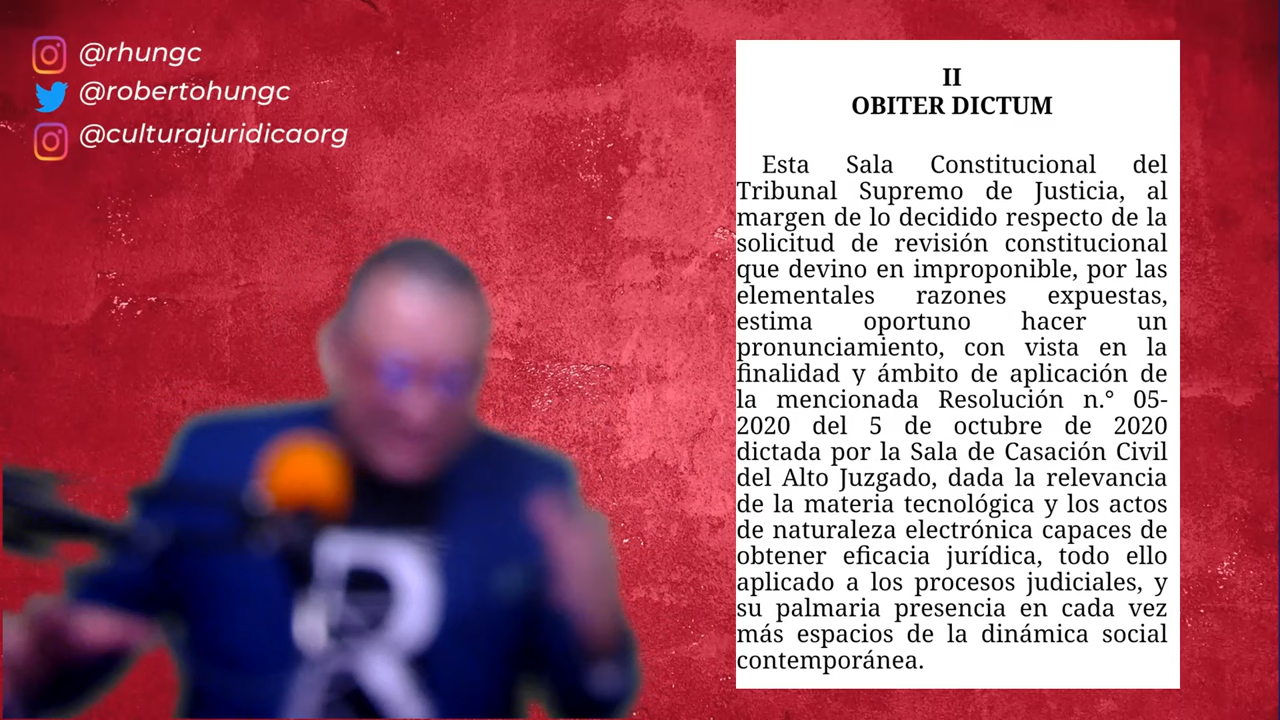 @rhungc
@robertohungc
@culturajuridicaorg
II
OBITER DICTUM
Esta Sala Constitucional del
Tribunal Supremo de Justicia, al
margen de lo decidido respecto de la
solicitud de revisión constitucional
que devino en improponible, por las
elementales razones expuestas,
estima oportuno hacer un
pronunciamiento, con vista en la
finalidad y ámbito de aplicación de
la mencionada Resolución n.° 05-
2020 del 5 de octubre de 2020
dictada por la Sala de Casación Civil
del Alto Juzgado, dada la relevancia
de la materia tecnológica y los actos
de naturaleza electrónica capaces de
obtener eficacia jurídica, todo ello
aplicado a los procesos judiciales, y
su palmaria presencia en cada vez
más espacios de la dinámica social
contemporánea.
R